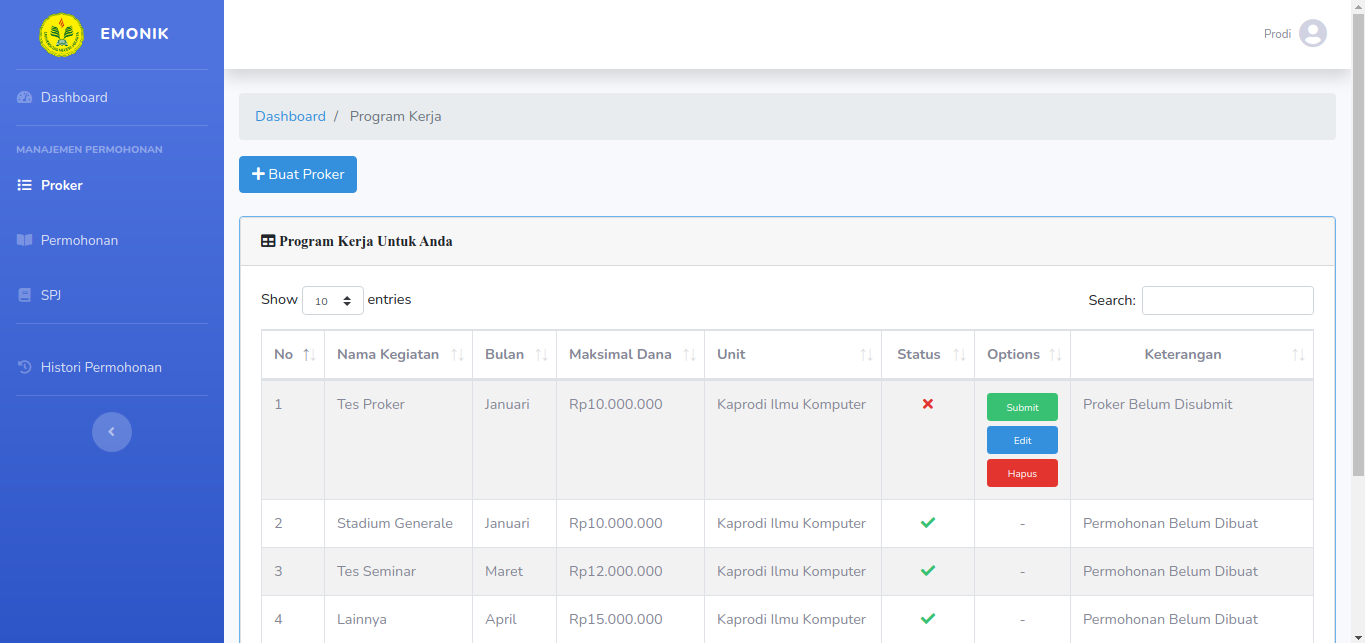 EMONIK
Prodi
Dashboard
MANAJEMEN PERMOHONAN
Proker
Permohonan
SPJ
Histori Permohonan
Dashboard / Program Kerja
Buat Proker
Program Kerja Untuk Anda
Show 10 entries
Search:
No Nama Kegiatan Bulan Maksimal Dana Unit Status Options Keterangan
1 Tes Proker Januari Rp10.000.000 Kaprodi Ilmu Komputer Submit Proker Belum Disubmit
Edit
Hapus
2 Stadium Generale Januari Rp10.000.000 Kaprodi Ilmu Komputer - Permohonan Belum Dibuat
3 Tes Seminar Maret Rp12.000.000 Kaprodi Ilmu Komputer - Permohonan Belum Dibuat
4 Lainnya April Rp15.000.000 Kaprodi Ilmu Komputer - Permohonan Belum Dibuat